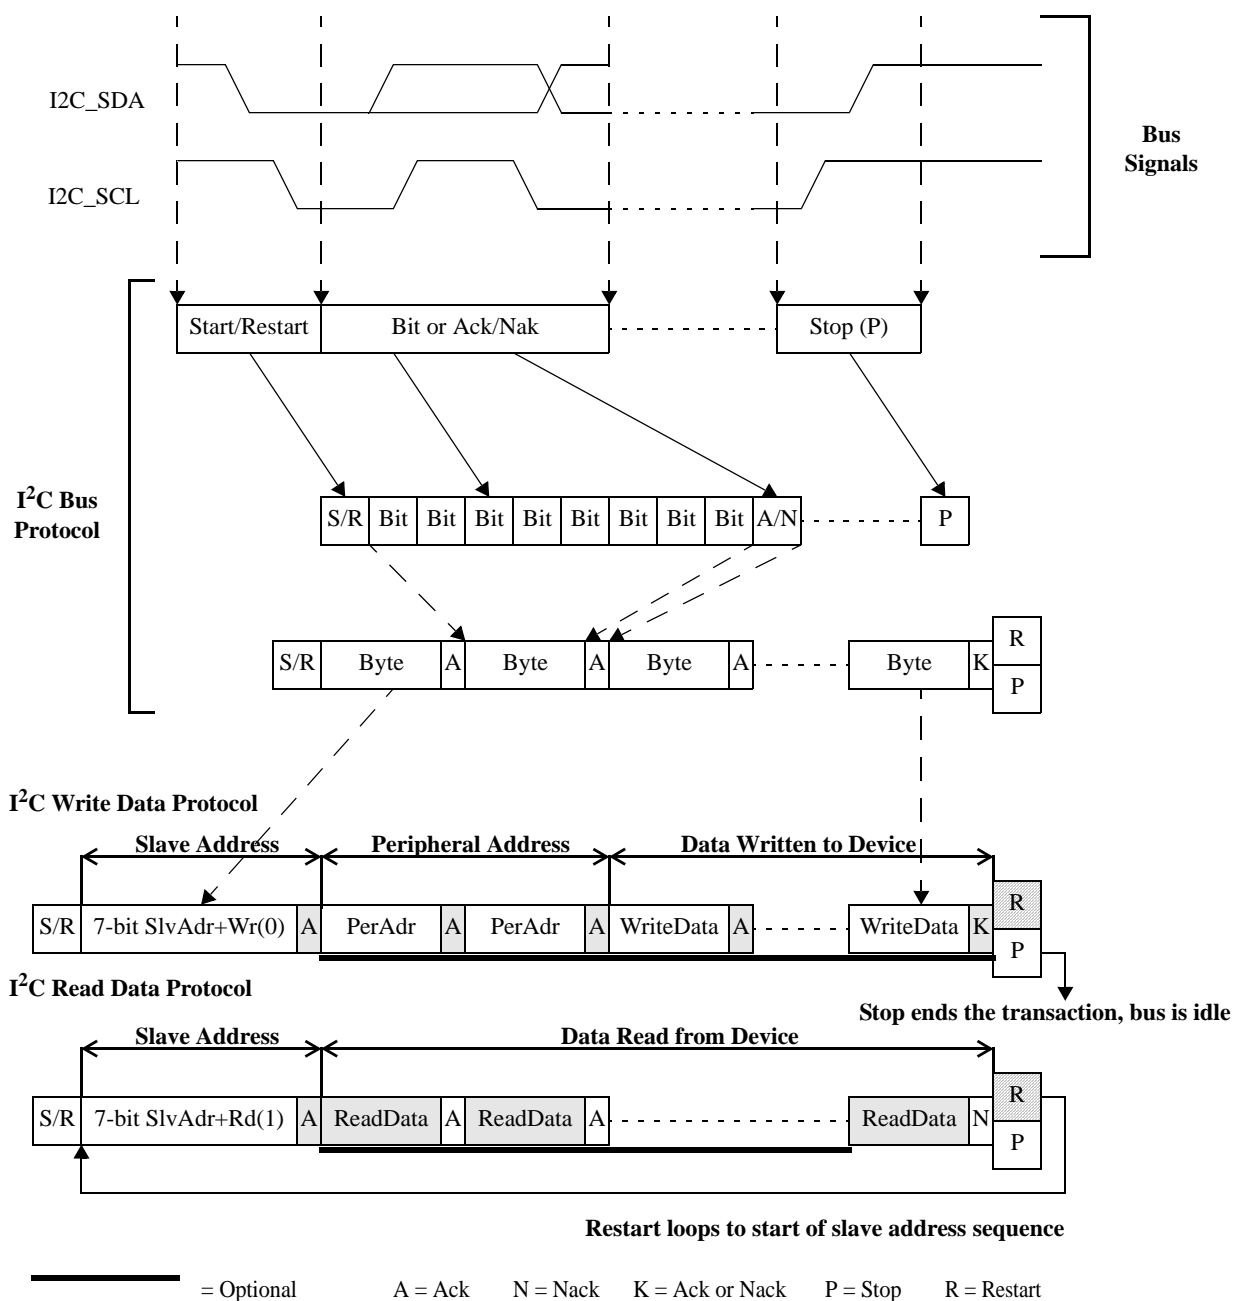 I2C_SDA
Bus
Signals
I2C_SCL
Start/Restart Bit or Ack/Nak Stop (P)
I²C Bus
Protocol
S/R Bit Bit Bit Bit Bit Bit Bit Bit A/N P
R
S/R Byte A Byte A Byte A Byte K
P
I²C Write Data Protocol
Slave Address Peripheral Address Data Written to Device
R
S/R 7-bit SlvAdr+Wr(0) A PerAdr A PerAdr A WriteData A WriteData K
P
I²C Read Data Protocol
Stop ends the transaction, bus is idle
Slave Address Data Read from Device
R
S/R 7-bit SlvAdr+Rd(1) A ReadData A ReadData A ReadData N
P
Restart loops to start of slave address sequence
= Optional A = Ack N = Nack K = Ack or Nack P = Stop R = Restart